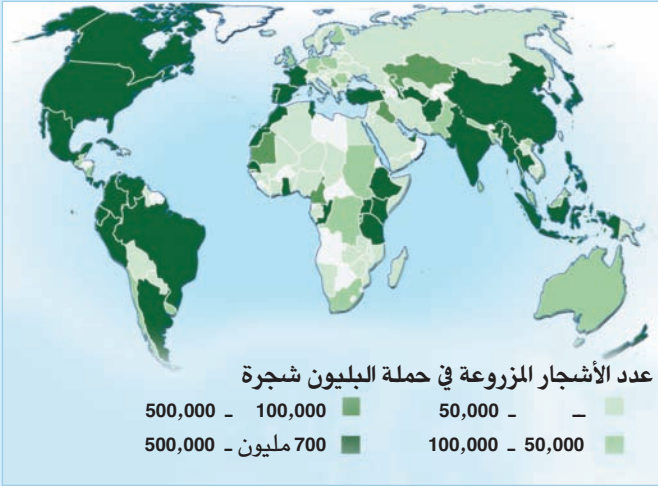 عدد الأشجار المزروعة في حملة البليون شجرة
– - 50,000
100,000 - 500,000
50,000 - 100,000
700 مليون - 500,000